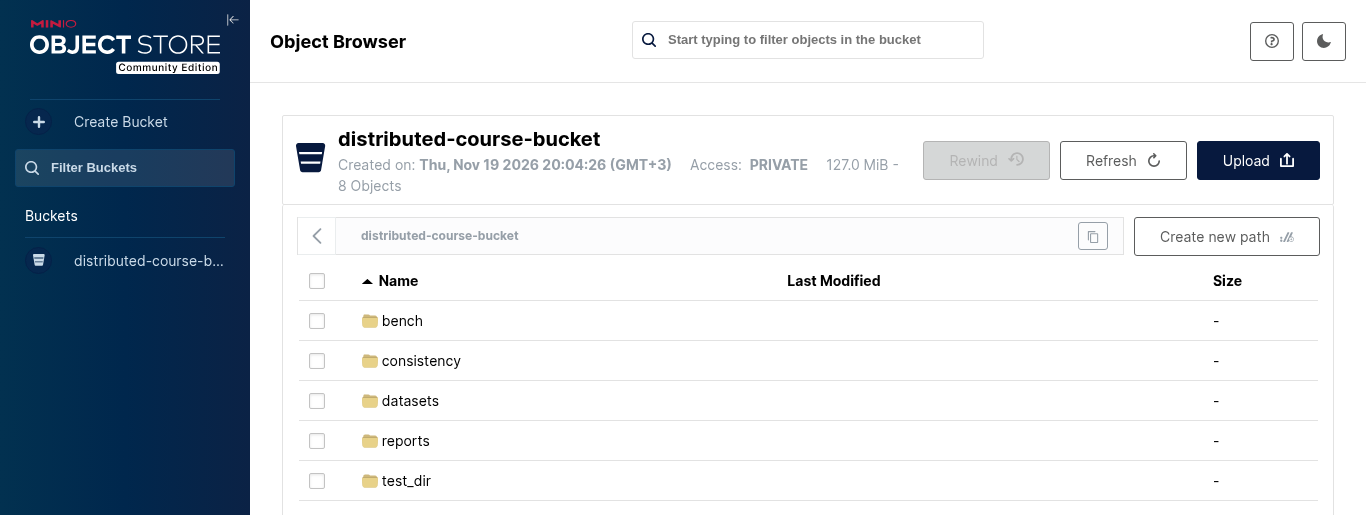 MINIO
OBJECT STORE
Community Edition
Create Bucket
Filter Buckets
Buckets
distributed-course-b...
Object Browser
Start typing to filter objects in the bucket
distributed-course-bucket
Created on: Thu, Nov 19 2026 20:04:26 (GMT+3) Access: PRIVATE 127.0 MiB -
8 Objects
Rewind
Refresh
Upload
distributed-course-bucket
Create new path
Name Last Modified Size
bench -
consistency -
datasets -
reports -
test_dir -